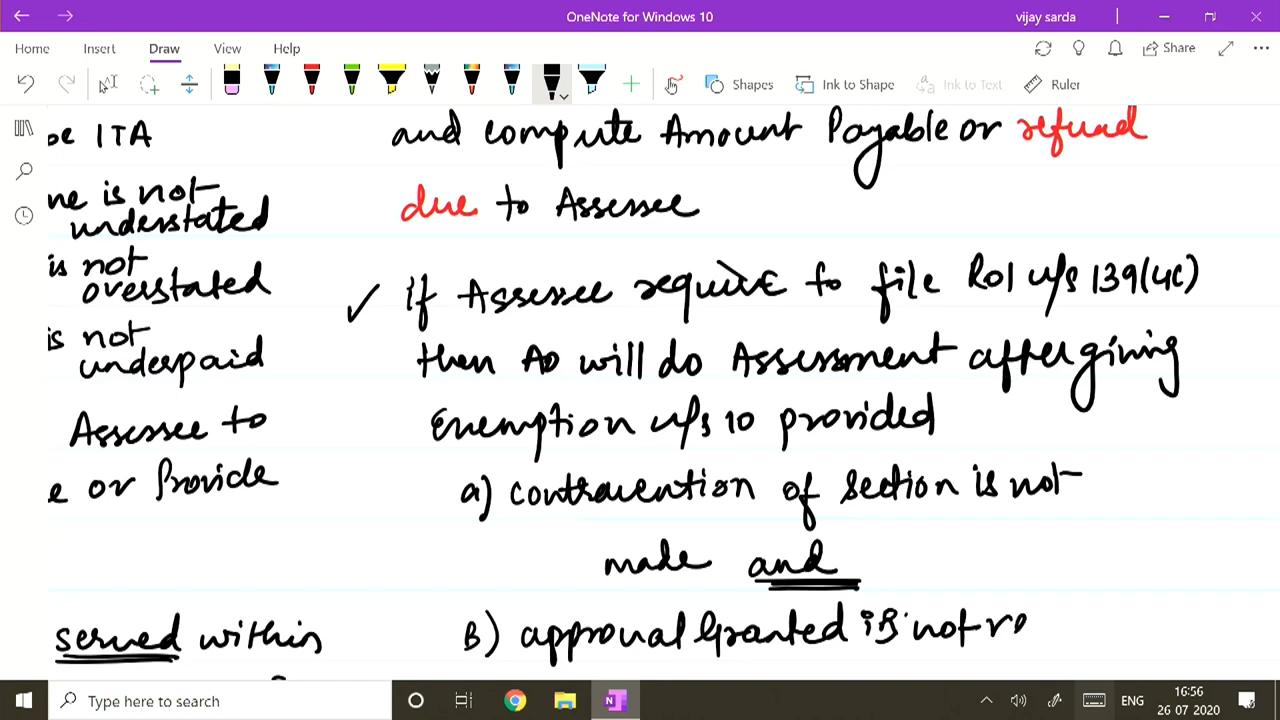 OneNote for Windows 10
vijay sarda
Home Insert Draw View Help
Share
Shapes Ink to Shape Ink to Text Ruler
be ITA
me is not
understated
is not
overstated
is not
underpaid
Assessee to
e or Provide
served within
and compute Amount Payable or refund
due to Assessee
✓ if Assessee require to file RoI u/s 139(4C)
then AO will do Assessment after giving
Exemption u/s 10 provided
a) contravention of section is not
made and
B) approval Granted is not
Type here to search
ENG
16:56
26-07-2020